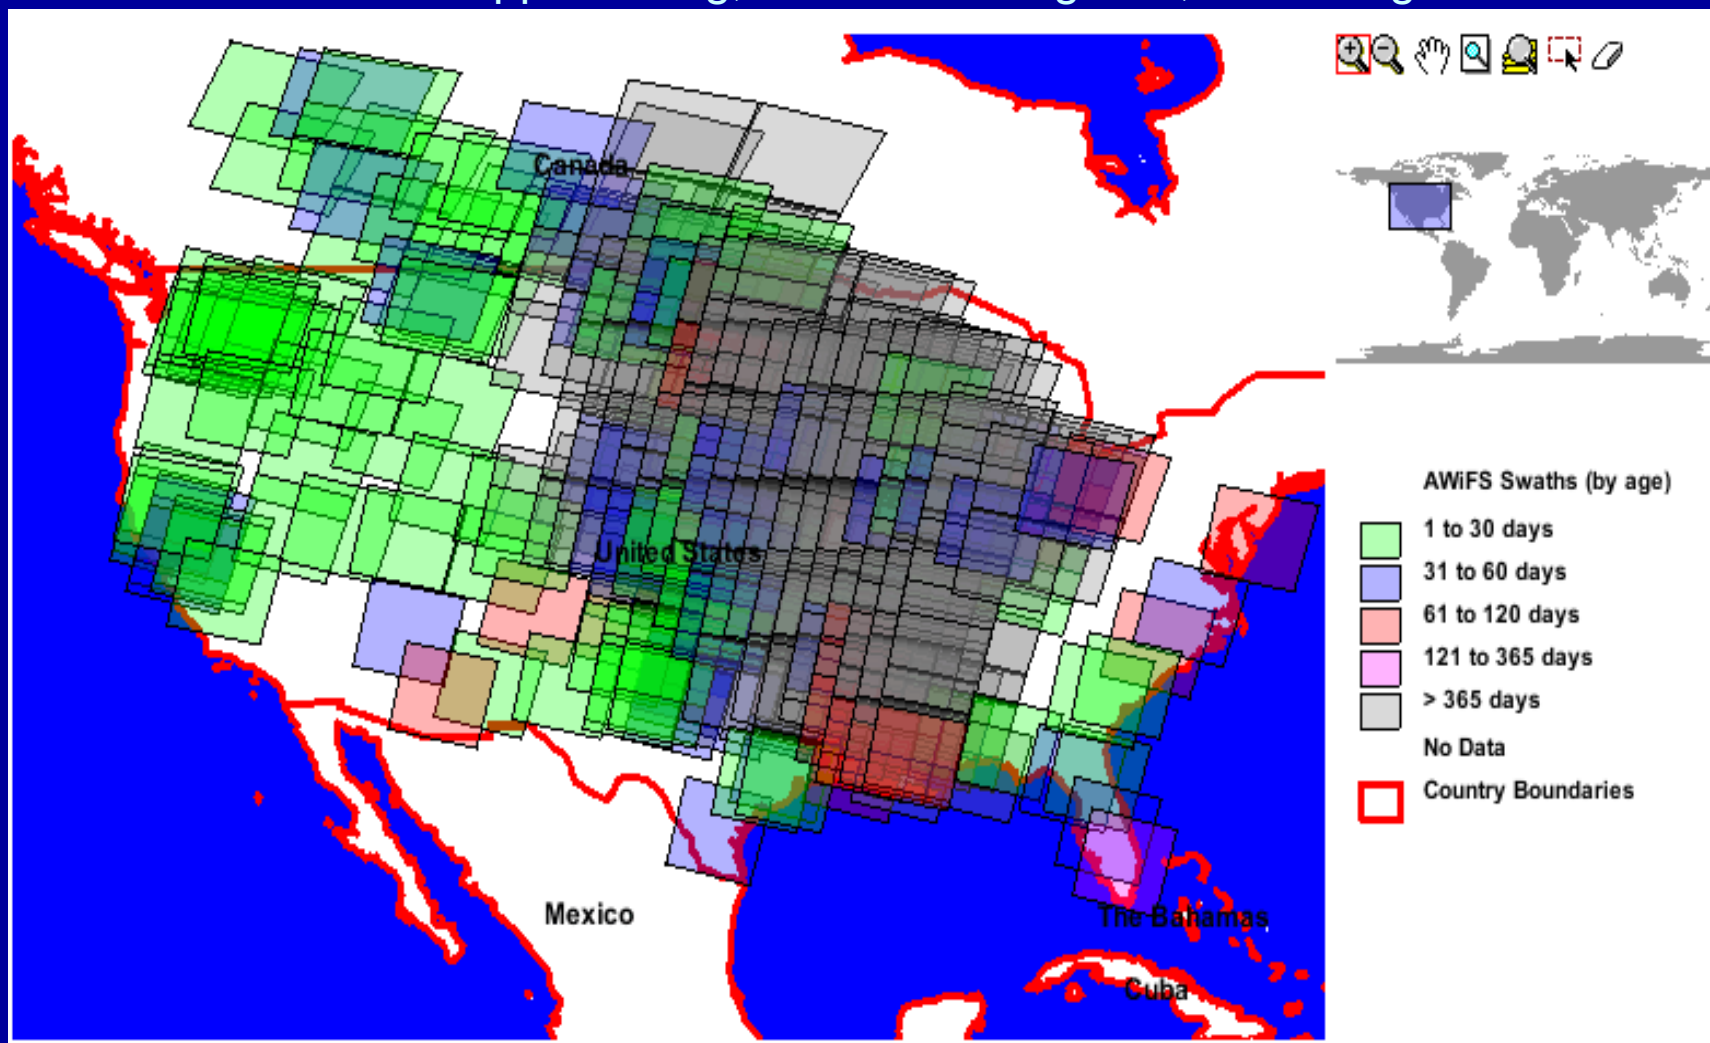 Canada
United States
Mexico
The Bahamas
Cuba
AWiFS Swaths (by age)
1 to 30 days
31 to 60 days
61 to 120 days
121 to 365 days
> 365 days
No Data
Country Boundaries